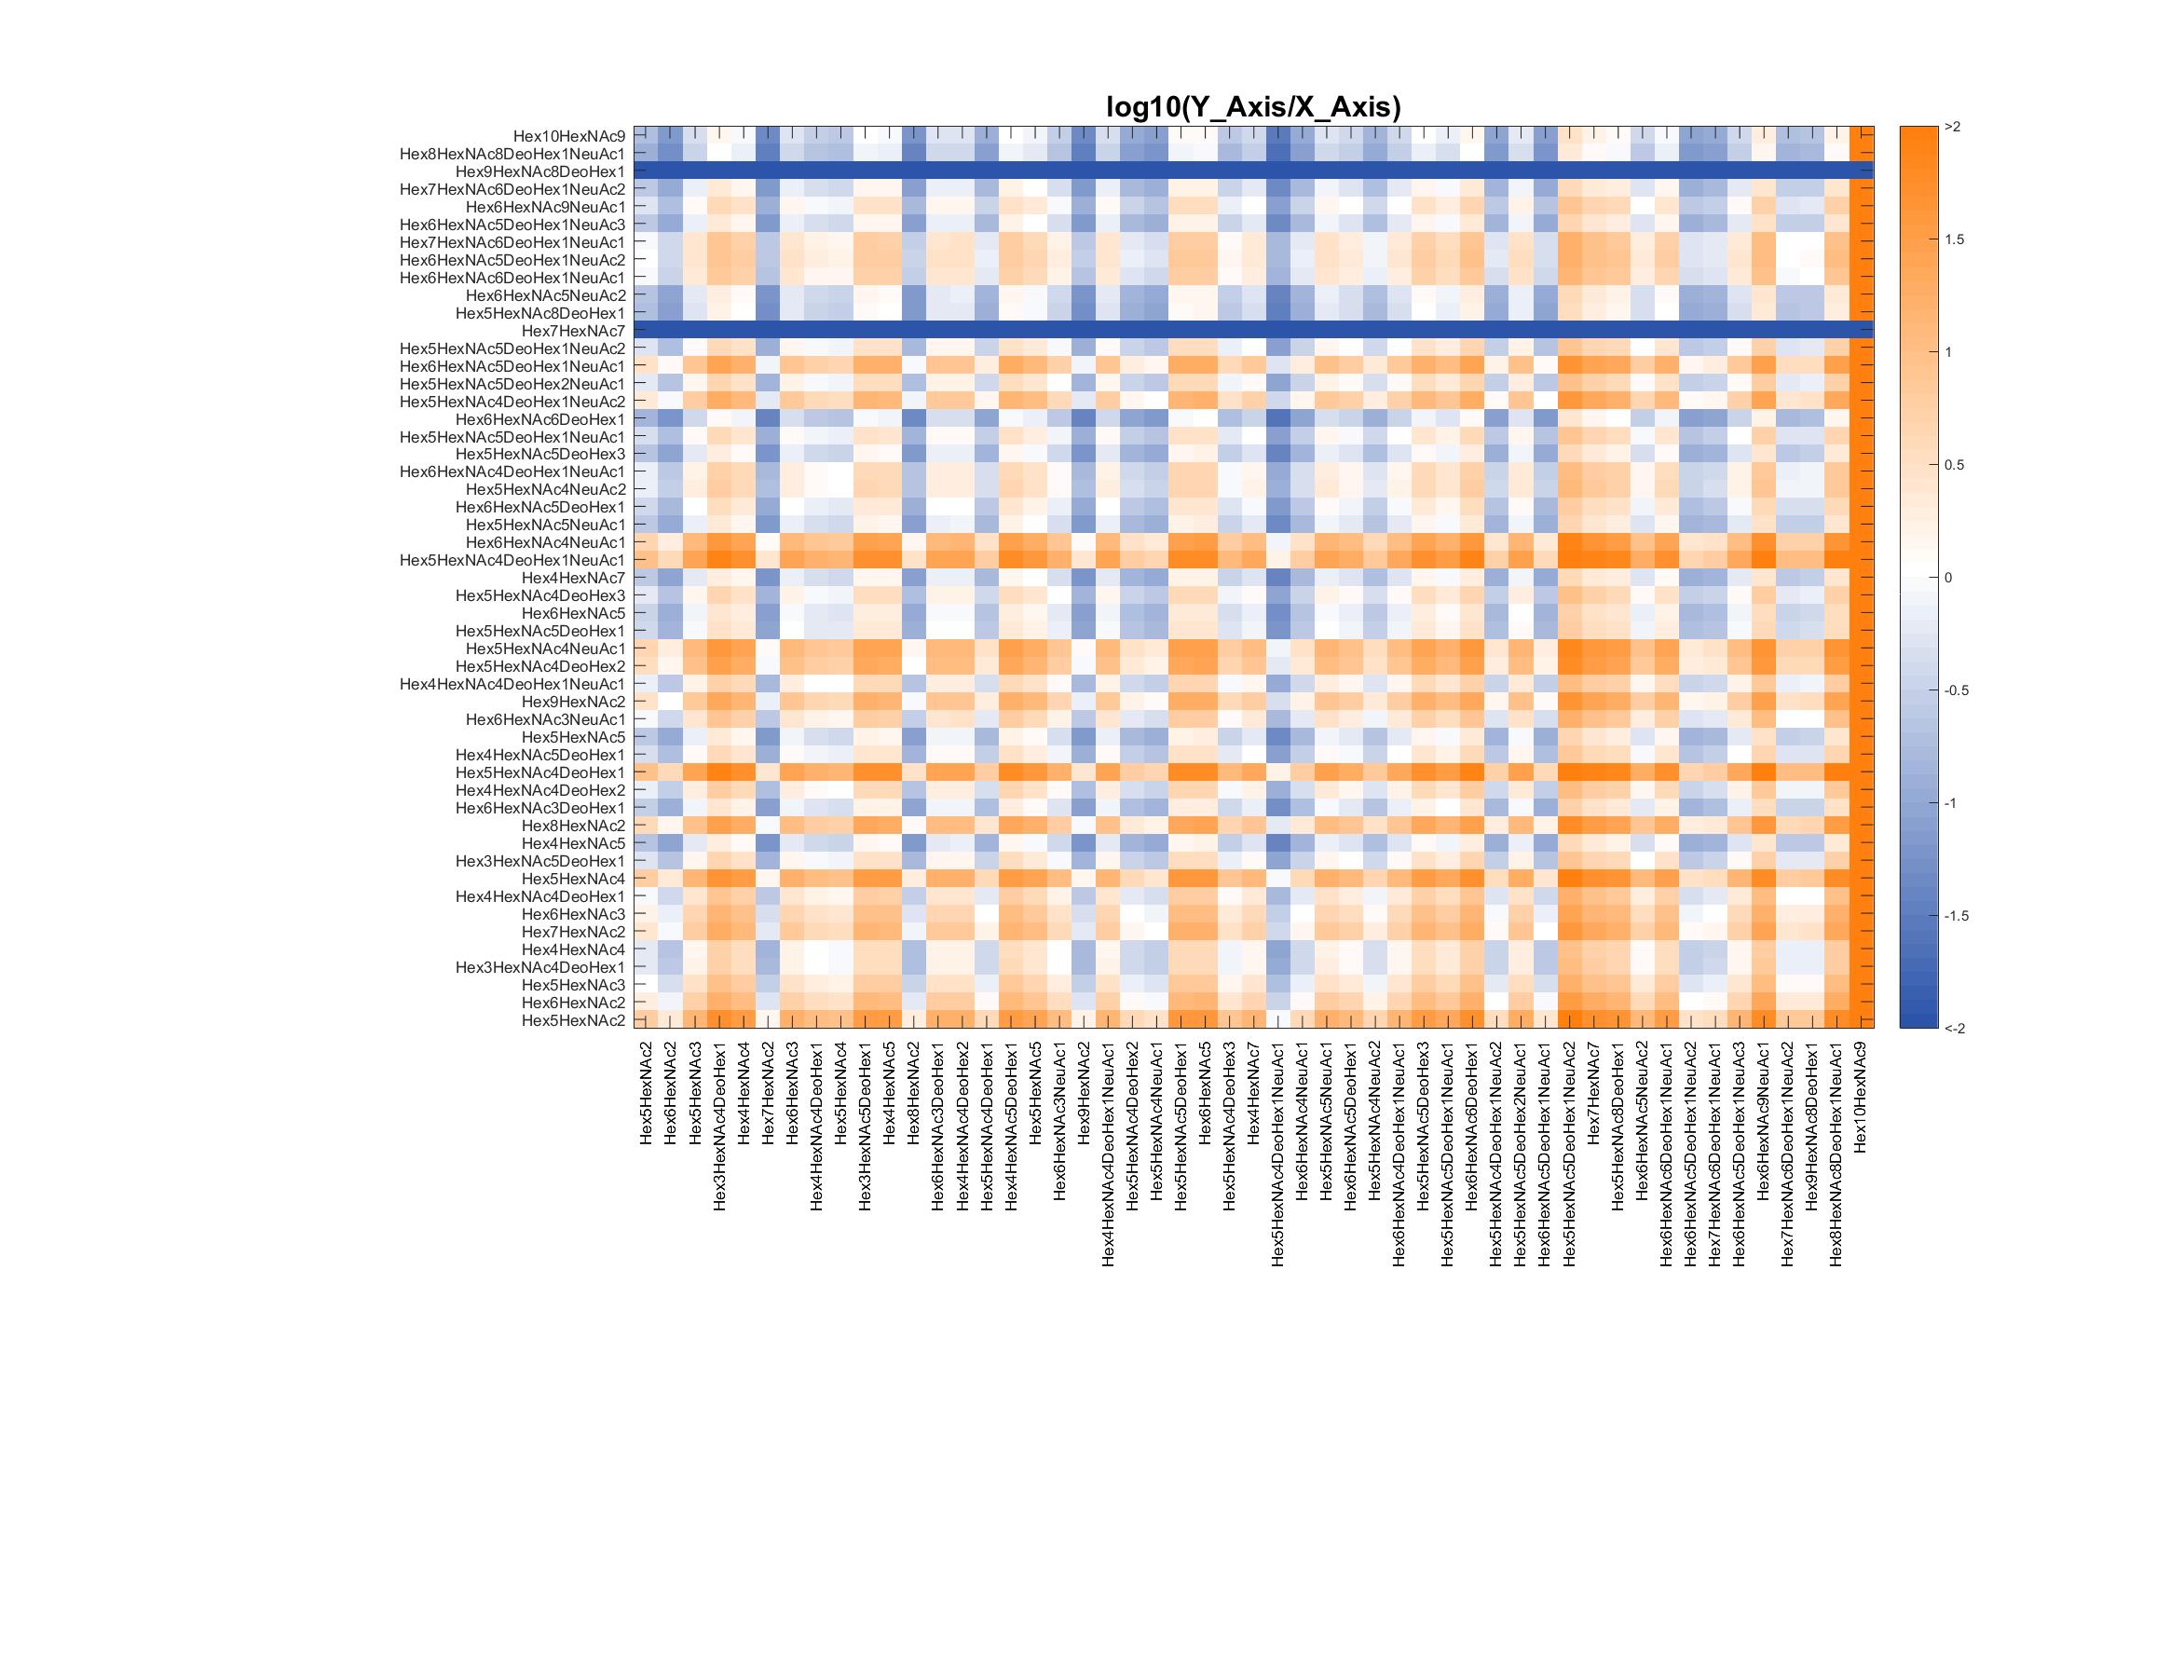 log10(Y_Axis/X_Axis)
Hex10HexNAc9
Hex8HexNAc8DeoHex1NeuAc1
Hex9HexNAc8DeoHex1
Hex7HexNAc6DeoHex1NeuAc2
Hex6HexNAc9NeuAc1
Hex6HexNAc5DeoHex1NeuAc3
Hex7HexNAc6DeoHex1NeuAc1
Hex6HexNAc5DeoHex1NeuAc2
Hex6HexNAc6DeoHex1NeuAc1
Hex6HexNAc5NeuAc2
Hex5HexNAc8DeoHex1
Hex7HexNAc7
Hex5HexNAc5DeoHex1NeuAc2
Hex6HexNAc5DeoHex1NeuAc1
Hex5HexNAc5DeoHex2NeuAc1
Hex5HexNAc4DeoHex1NeuAc2
Hex6HexNAc6DeoHex1
Hex5HexNAc5DeoHex1NeuAc1
Hex5HexNAc5DeoHex3
Hex6HexNAc4DeoHex1NeuAc1
Hex5HexNAc4NeuAc2
Hex6HexNAc5DeoHex1
Hex5HexNAc5NeuAc1
Hex6HexNAc4NeuAc1
Hex5HexNAc4DeoHex1NeuAc1
Hex4HexNAc7
Hex5HexNAc4DeoHex3
Hex6HexNAc5
Hex5HexNAc5DeoHex1
Hex5HexNAc4NeuAc1
Hex5HexNAc4DeoHex2
Hex4HexNAc4DeoHex1NeuAc1
Hex9HexNAc2
Hex6HexNAc3NeuAc1
Hex5HexNAc5
Hex4HexNAc5DeoHex1
Hex5HexNAc4DeoHex1
Hex4HexNAc4DeoHex2
Hex6HexNAc3DeoHex1
Hex8HexNAc2
Hex4HexNAc5
Hex3HexNAc5DeoHex1
Hex5HexNAc4
Hex4HexNAc4DeoHex1
Hex6HexNAc3
Hex7HexNAc2
Hex4HexNAc4
Hex3HexNAc4DeoHex1
Hex5HexNAc3
Hex6HexNAc2
Hex5HexNAc2
Hex5HexNAc2
Hex6HexNAc2
Hex5HexNAc3
Hex3HexNAc4DeoHex1
Hex4HexNAc4
Hex7HexNAc2
Hex6HexNAc3
Hex4HexNAc4DeoHex1
Hex5HexNAc4
Hex3HexNAc5DeoHex1
Hex4HexNAc5
Hex8HexNAc2
Hex6HexNAc3DeoHex1
Hex4HexNAc4DeoHex2
Hex5HexNAc4DeoHex1
Hex4HexNAc5DeoHex1
Hex5HexNAc5
Hex6HexNAc3NeuAc1
Hex9HexNAc2
Hex4HexNAc4DeoHex1NeuAc1
Hex5HexNAc4DeoHex2
Hex5HexNAc4NeuAc1
Hex5HexNAc5DeoHex1
Hex6HexNAc5
Hex5HexNAc4DeoHex3
Hex4HexNAc7
Hex5HexNAc4DeoHex1NeuAc1
Hex6HexNAc4NeuAc1
Hex5HexNAc5NeuAc1
Hex6HexNAc5DeoHex1
Hex5HexNAc4NeuAc2
Hex6HexNAc4DeoHex1NeuAc1
Hex5HexNAc5DeoHex3
Hex5HexNAc5DeoHex1NeuAc1
Hex6HexNAc6DeoHex1
Hex5HexNAc4DeoHex1NeuAc2
Hex5HexNAc5DeoHex2NeuAc1
Hex6HexNAc5DeoHex1NeuAc1
Hex5HexNAc5DeoHex1NeuAc2
Hex7HexNAc7
Hex5HexNAc8DeoHex1
Hex6HexNAc5NeuAc2
Hex6HexNAc6DeoHex1NeuAc1
Hex6HexNAc5DeoHex1NeuAc2
Hex7HexNAc6DeoHex1NeuAc1
Hex6HexNAc5DeoHex1NeuAc3
Hex6HexNAc9NeuAc1
Hex7HexNAc6DeoHex1NeuAc2
Hex9HexNAc8DeoHex1
Hex8HexNAc8DeoHex1NeuAc1
Hex10HexNAc9
>2
1.5
1
0.5
0
-0.5
-1
-1.5
<-2